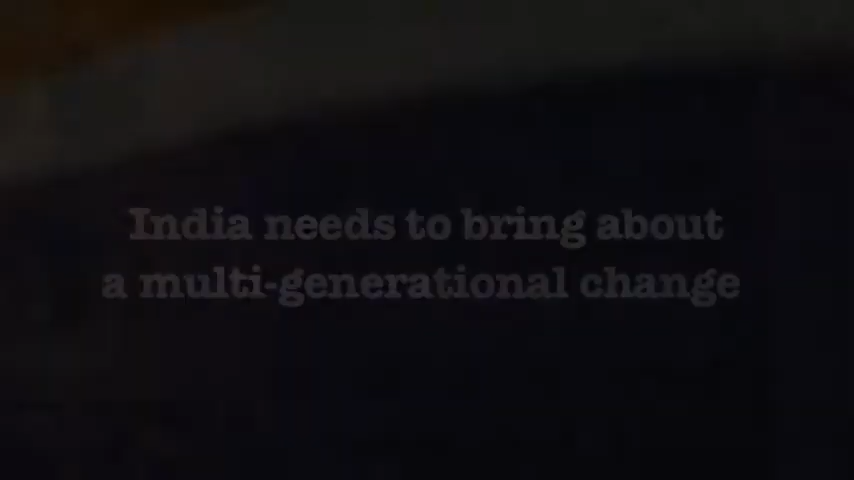 India needs to bring about
a multi-generational change